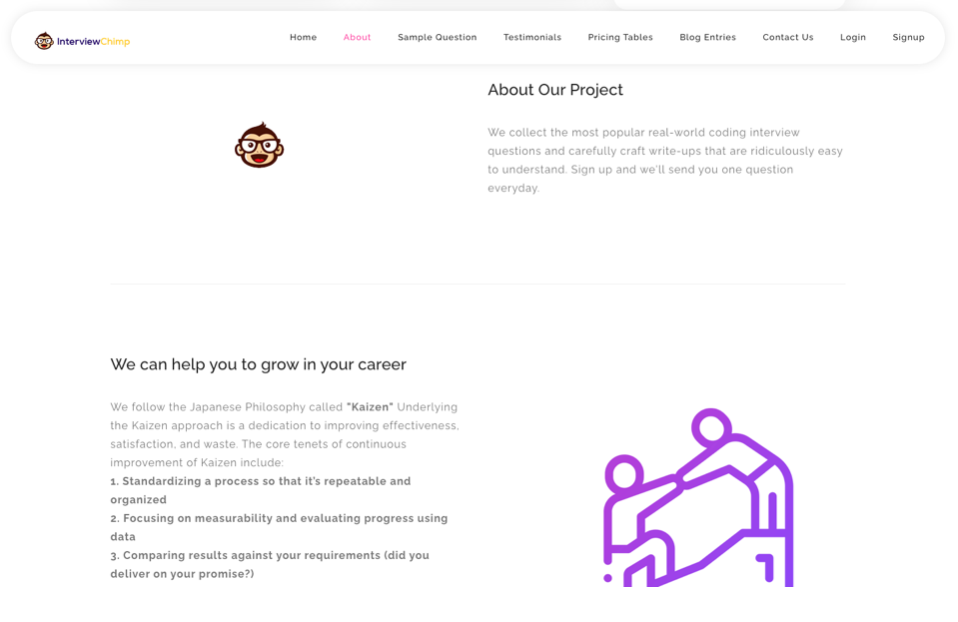 InterviewChimp
Home About Sample Question Testimonials Pricing Tables Blog Entries Contact Us Login Signup
About Our Project
We collect the most popular real-world coding interview
questions and carefully craft write-ups that are ridiculously easy
to understand. Sign up and we'll send you one question
everyday.
We can help you to grow in your career
We follow the Japanese Philosophy called "Kaizen" Underlying
the Kaizen approach is a dedication to improving effectiveness,
satisfaction, and waste. The core tenets of continuous
improvement of Kaizen include:
1. Standardizing a process so that it's repeatable and
organized
2. Focusing on measurability and evaluating progress using
data
3. Comparing results against your requirements (did you
deliver on your promise?)